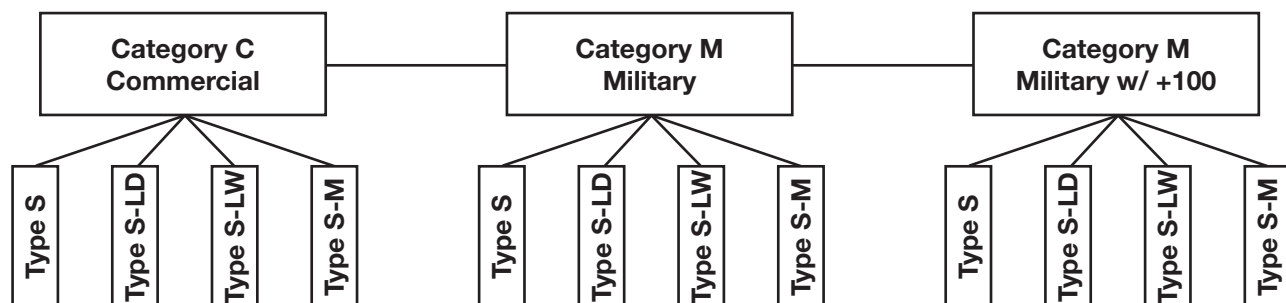 Category C
Commercial
Category M
Military
Category M
Military w/ +100
Type S
Type S-LD
Type S-LW
Type S-M
Type S
Type S-LD
Type S-LW
Type S-M
Type S
Type S-LD
Type S-LW
Type S-M